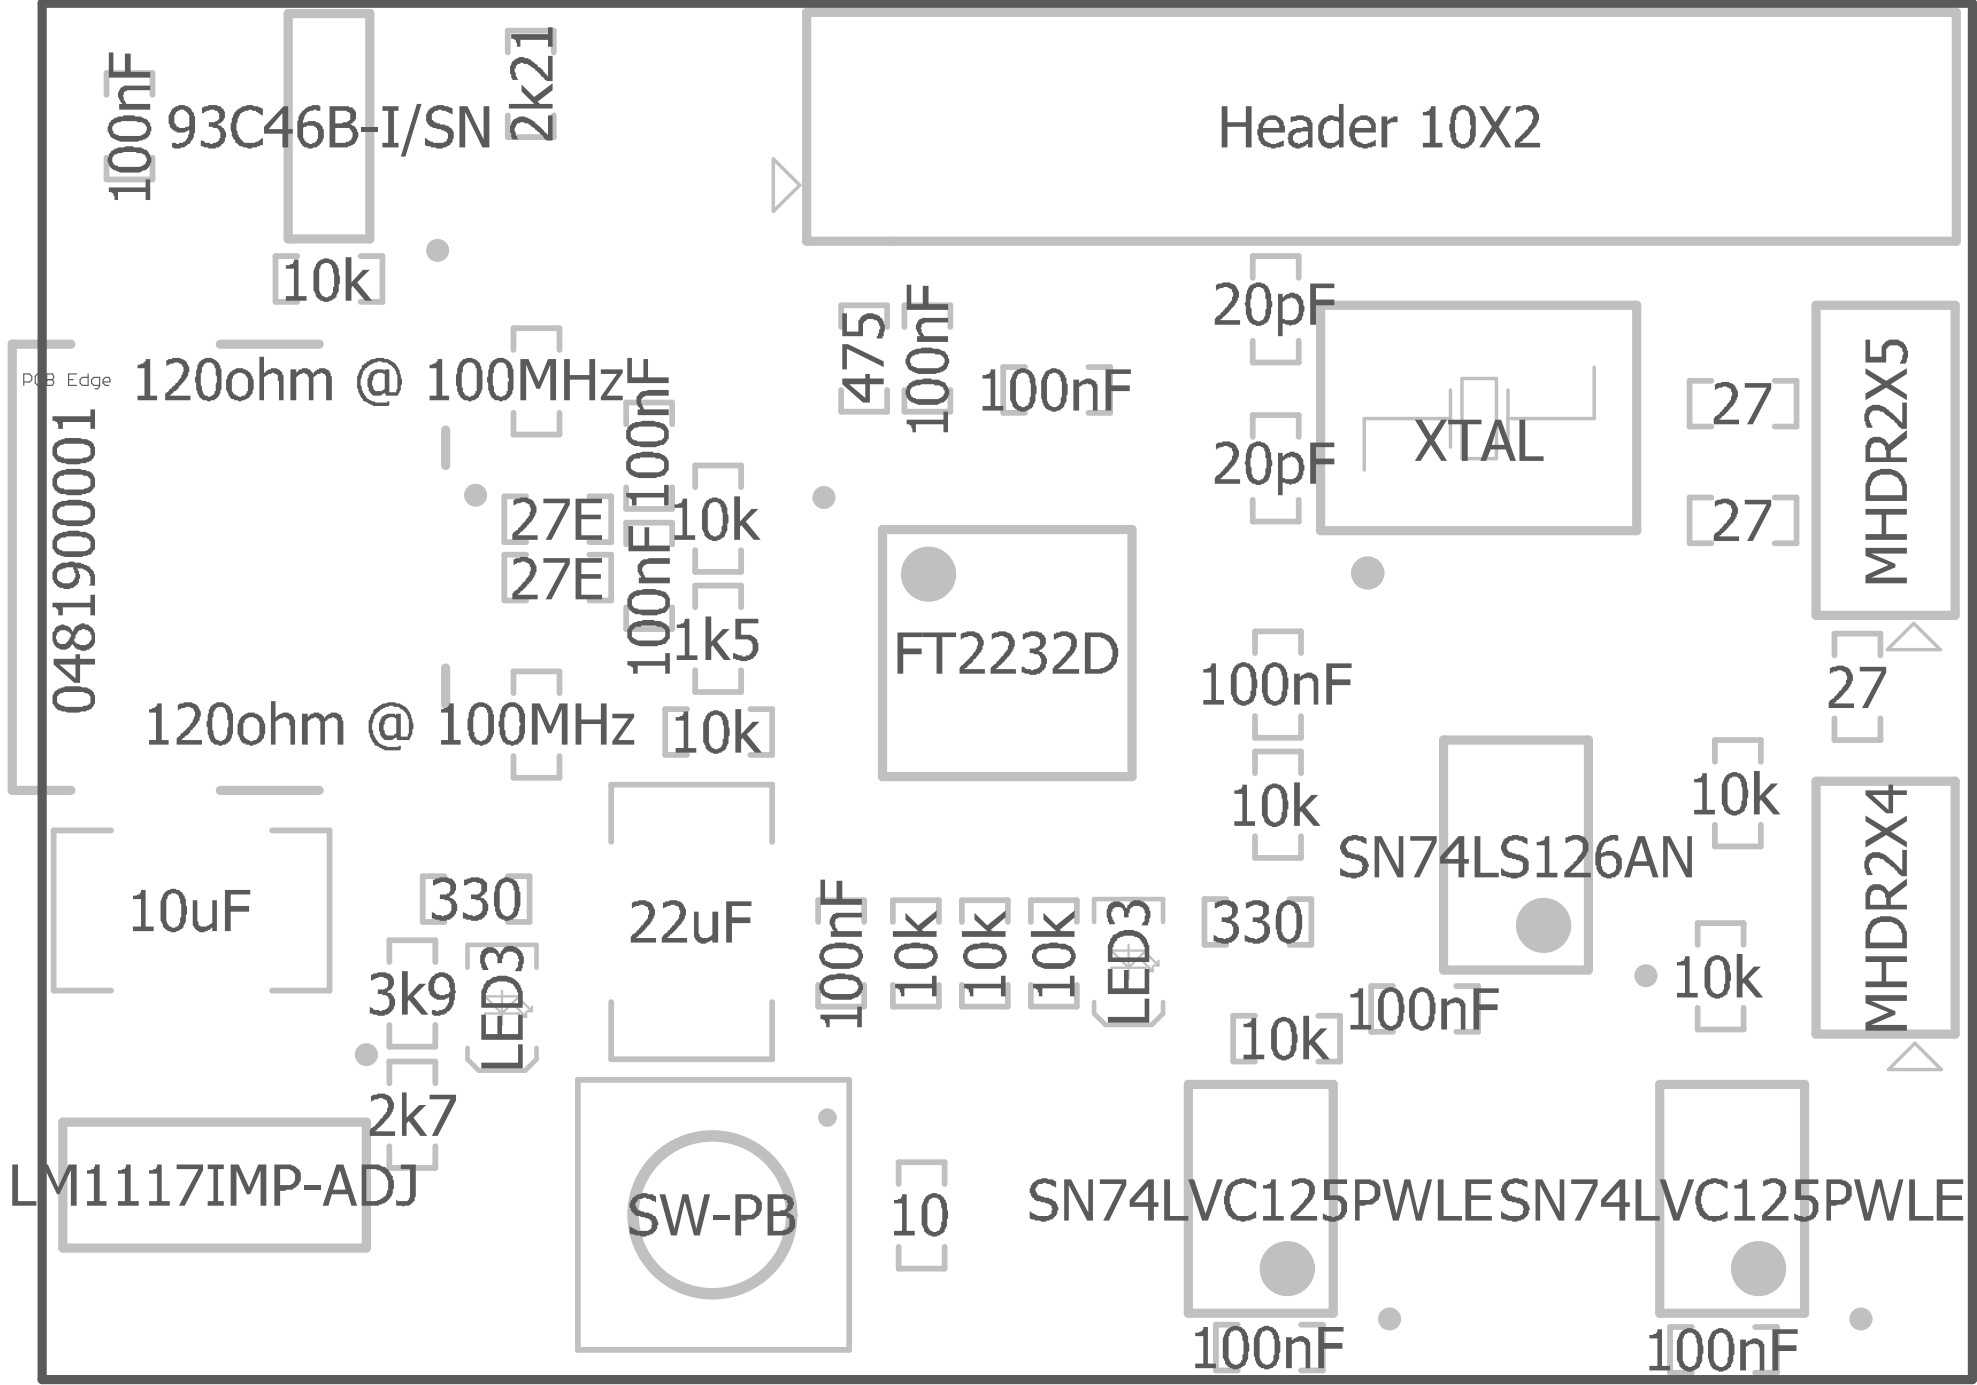 100nF
93C46B-I/SN
2k21
Header 10X2
10k
20pF
475
100nF
100nF
PCB Edge
120ohm @ 100MHz
100nF
27
MHDR2X5
XTAL
20pF
0481900001
27E
10k
27
27E
100nF
1k5
FT2232D
100nF
27
120ohm @ 100MHz
10k
10k
10k
SN74LS126AN
MHDR2X4
10uF
330
22uF
100nF
10k
10k
10k
LED3
330
3k9
LED3
10k
100nF
10k
2k7
LM1117IMP-ADJ
SW-PB
10
SN74LVC125PWLE
SN74LVC125PWLE
100nF
100nF